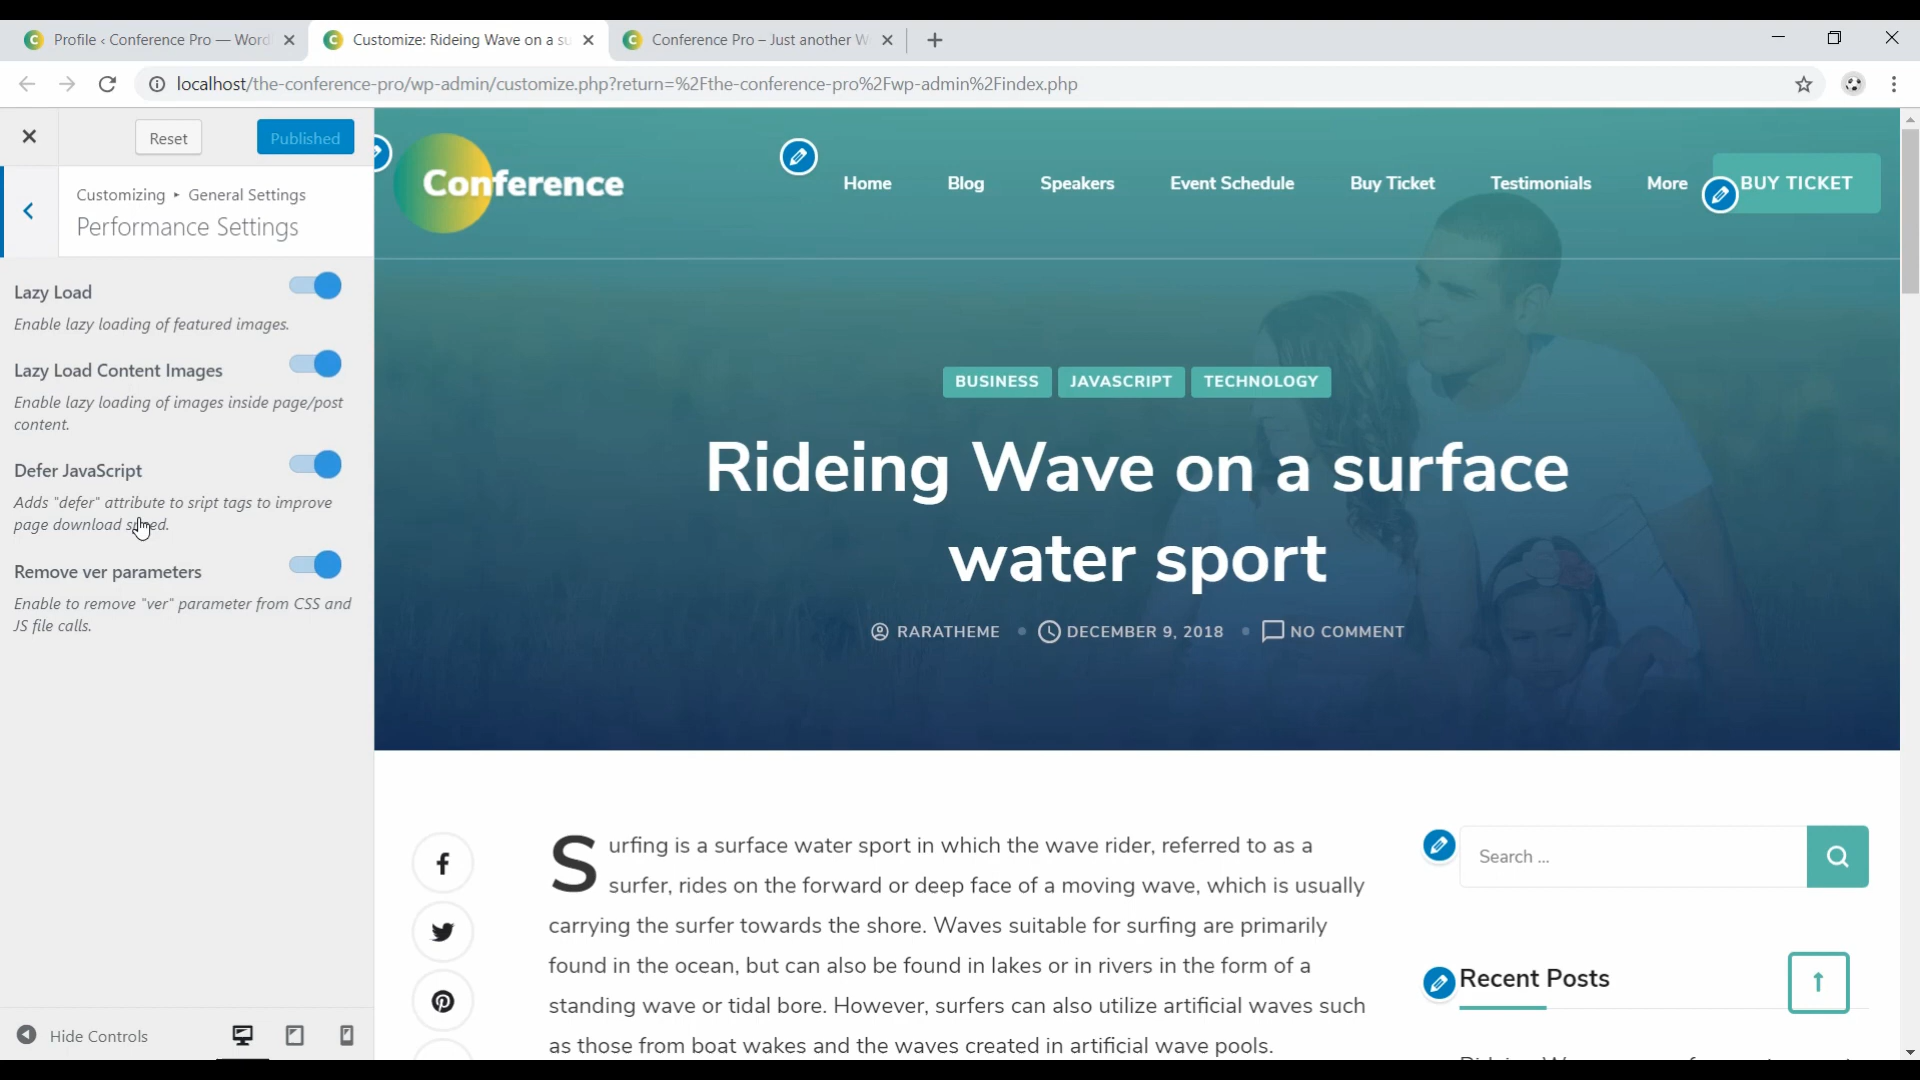 Profile ‹ Conference Pro — Word
Customize: Rideing Wave on a su
Conference Pro – Just another W
localhost/the-conference-pro/wp-admin/customize.php?return=%2Fthe-conference-pro%2Fwp-admin%2Findex.php
Reset
Published
Customizing ▸ General Settings
Performance Settings
Lazy Load
Enable lazy loading of featured images.
Lazy Load Content Images
Enable lazy loading of images inside page/post
content.
Defer JavaScript
Adds "defer" attribute to sript tags to improve
page download
Remove ver parameters
Enable to remove "ver" parameter from CSS and
JS file calls.
Hide Controls
Conference
Home
Blog
Speakers
Event Schedule
Buy Ticket
Testimonials
More
BUY TICKET
BUSINESS
JAVASCRIPT
TECHNOLOGY
Rideing Wave on a surface
water sport
RARATHEME
DECEMBER 9, 2018
NO COMMENT
Surfing is a surface water sport in which the wave rider, referred to as a
surfer, rides on the forward or deep face of a moving wave, which is usually
carrying the surfer towards the shore. Waves suitable for surfing are primarily
found in the ocean, but can also be found in lakes or in rivers in the form of a
standing wave or tidal bore. However, surfers can also utilize artificial waves such
as those from boat wakes and the waves created in artificial wave pools.
Search ...
Recent Posts